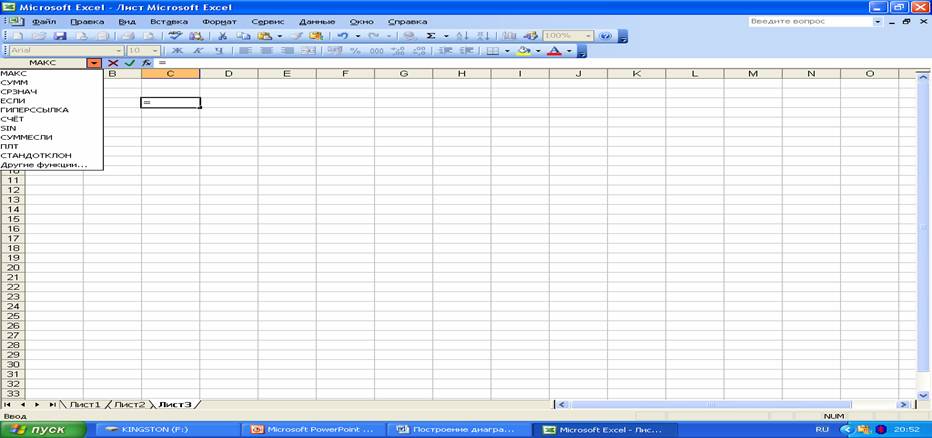 Microsoft Excel - Лист Microsoft Excel
Файл Правка Вид Вставка Формат Сервис Данные Окно Справка Введите вопрос
Arial 10 Ж К Ч % 000 100%
МАКС =
B C D E F G H I J K L M N O
МАКС
СУММ
СРЗНАЧ
ЕСЛИ
ГИПЕРССЫЛКА
СЧЁТ
SIN
СУММЕСЛИ
ПЛТ
СТАНДОТКЛОН
Другие функции...
=
10
11
12
13
14
15
16
17
18
19
20
21
22
23
24
25
26
27
28
29
30
31
32
33
Лист1 Лист2 Лист3
Ввод NUM
пуск KINGSTON (F:) Microsoft PowerPoint ... Построение диагра... Microsoft Excel - Лис... RU 20:52